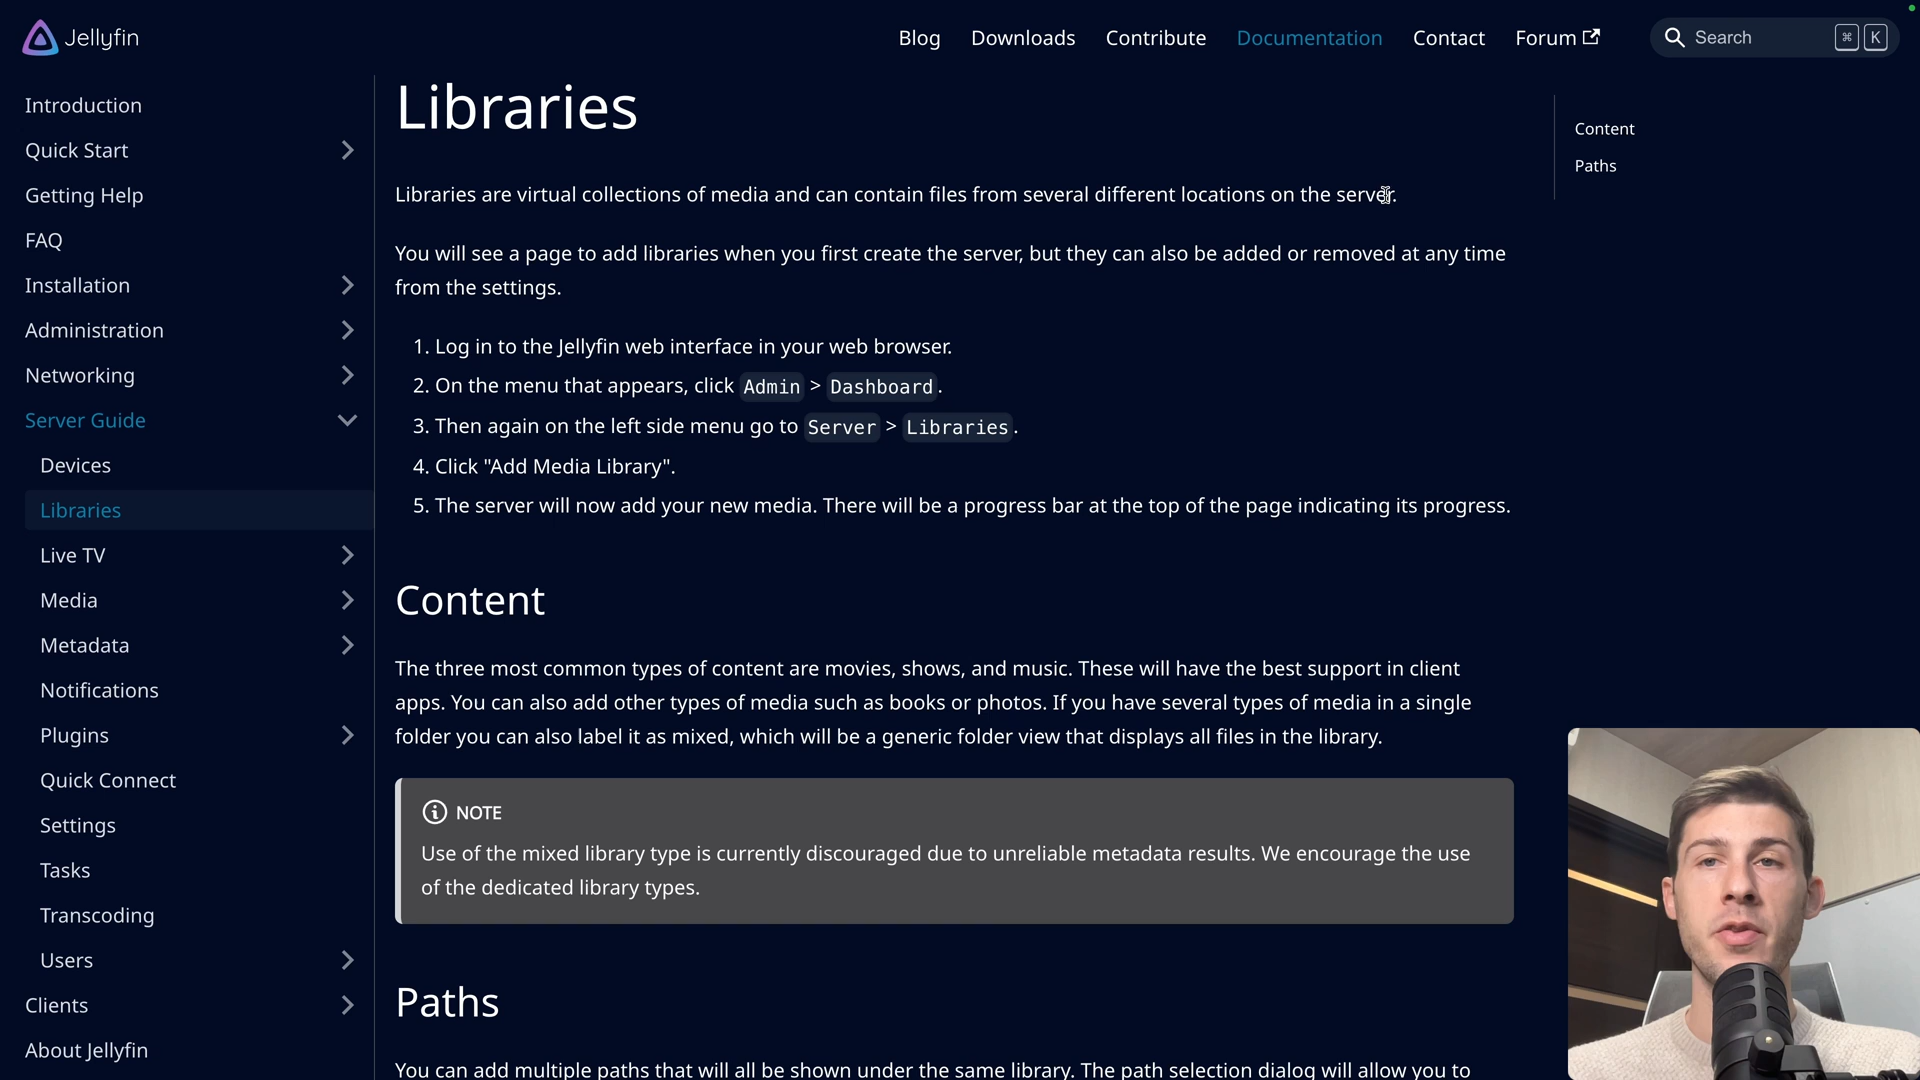 Jellyfin
Blog
Downloads
Contribute
Documentation
Contact
Forum
Search
⌘ K
Introduction
Quick Start
Getting Help
FAQ
Installation
Administration
Networking
Server Guide
Devices
Libraries
Live TV
Media
Metadata
Notifications
Plugins
Quick Connect
Settings
Tasks
Transcoding
Users
Clients
About Jellyfin
Libraries
Libraries are virtual collections of media and can contain files from several different locations on the server.
You will see a page to add libraries when you first create the server, but they can also be added or removed at any time
from the settings.
1. Log in to the Jellyfin web interface in your web browser.
2. On the menu that appears, click Admin > Dashboard.
3. Then again on the left side menu go to Server > Libraries.
4. Click "Add Media Library".
5. The server will now add your new media. There will be a progress bar at the top of the page indicating its progress.
Content
The three most common types of content are movies, shows, and music. These will have the best support in client
apps. You can also add other types of media such as books or photos. If you have several types of media in a single
folder you can also label it as mixed, which will be a generic folder view that displays all files in the library.
NOTE
Use of the mixed library type is currently discouraged due to unreliable metadata results. We encourage the use
of the dedicated library types.
Paths
You can add multiple paths that will all be shown under the same library. The path selection dialog will allow you to
Content
Paths